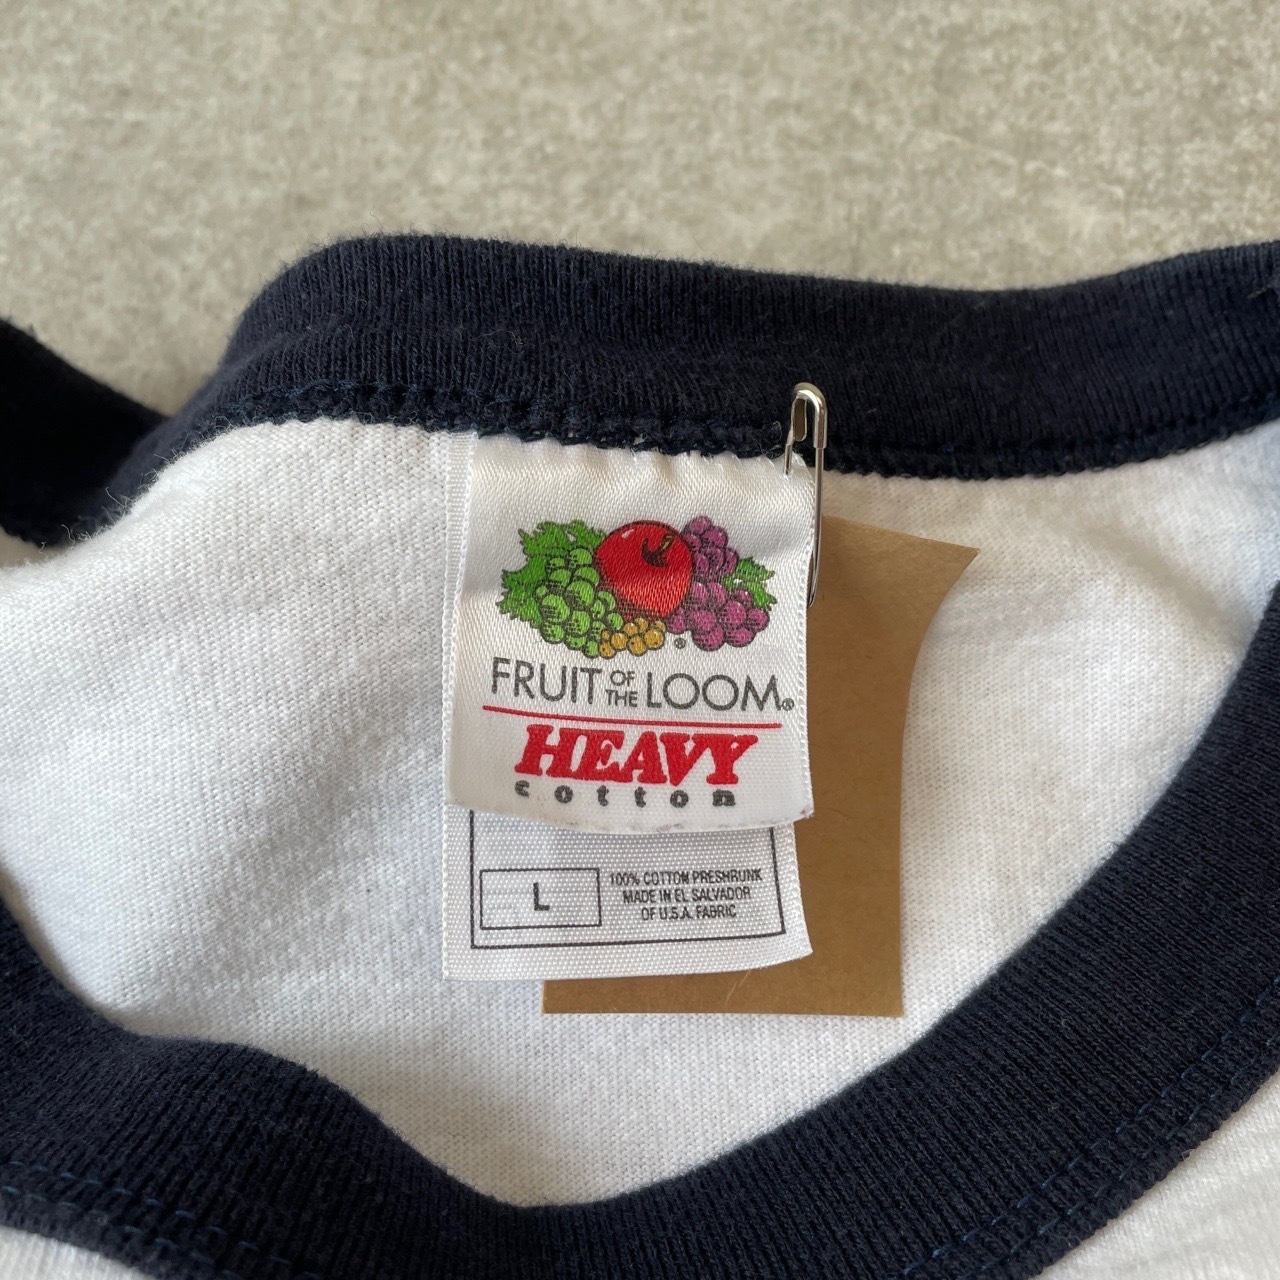 FRUIT OF THE LOOM®
HEAVY
cotton
L
100% COTTON PRESHRUNK
MADE IN EL SALVADOR
OF U.S.A. FABRIC